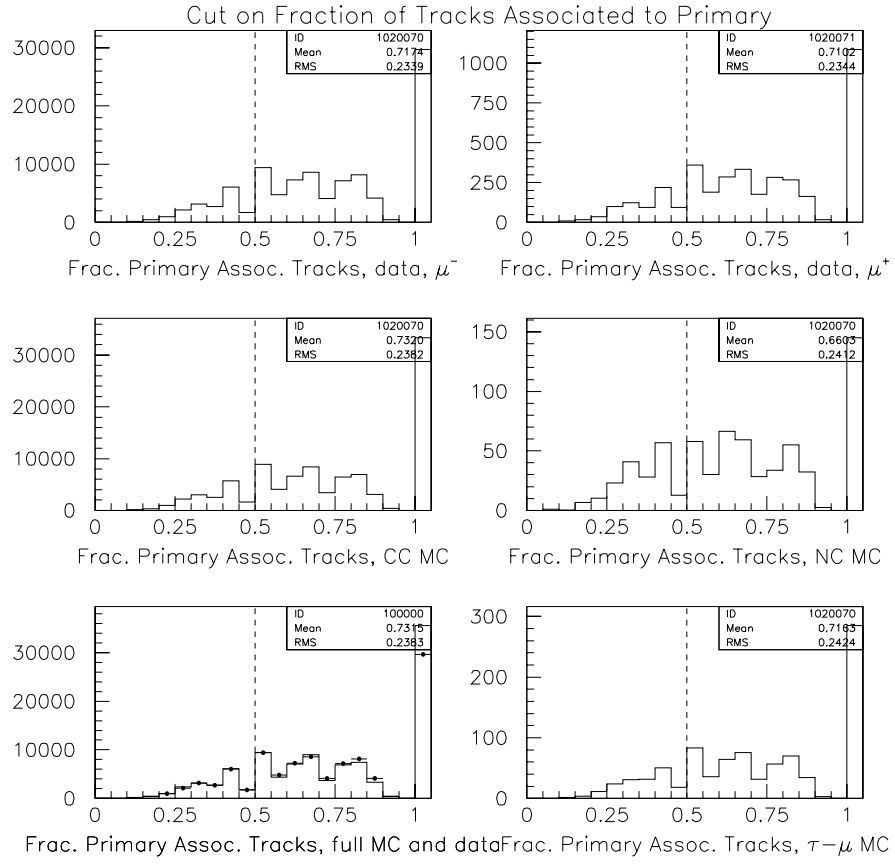 Cut on Fraction of Tracks Associated to Primary
ID 1020070
Mean 0.7174
RMS 0.2339
30000
20000
10000
0
0 0.25 0.5 0.75 1
Frac. Primary Assoc. Tracks, data, μ⁻
ID 1020071
Mean 0.7102
RMS 0.2344
1000
750
500
250
0
0 0.25 0.5 0.75 1
Frac. Primary Assoc. Tracks, data, μ⁺
ID 1020070
Mean 0.7320
RMS 0.2382
30000
20000
10000
0
0 0.25 0.5 0.75 1
Frac. Primary Assoc. Tracks, CC MC
ID 1020070
Mean 0.6603
RMS 0.2412
150
100
50
0
0 0.25 0.5 0.75 1
Frac. Primary Assoc. Tracks, NC MC
ID 100000
Mean 0.7315
RMS 0.2383
30000
20000
10000
0
0 0.25 0.5 0.75 1
Frac. Primary Assoc. Tracks, full MC and data
ID 1020070
Mean 0.7163
RMS 0.2424
300
200
100
0
0 0.25 0.5 0.75 1
Frac. Primary Assoc. Tracks, τ−μ MC